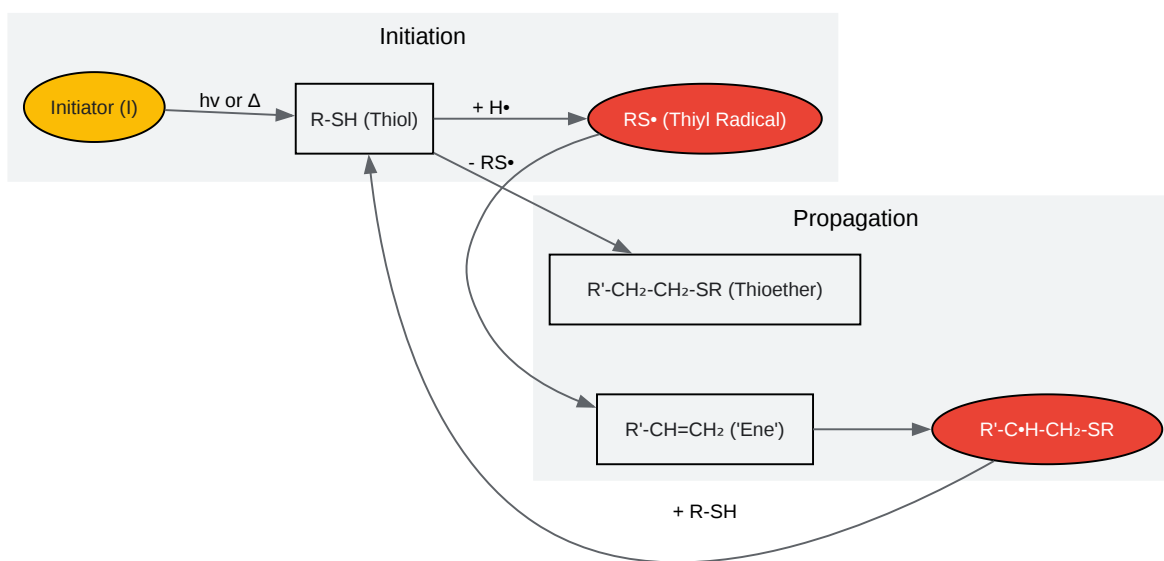 Initiation
Initiator (I)
hν or Δ
R-SH (Thiol)
+ H•
RS• (Thiyl Radical)
- RS•
Propagation
R'-CH₂-CH₂-SR (Thioether)
R'-CH=CH₂ ('Ene')
R'-C•H-CH₂-SR
+ R-SH